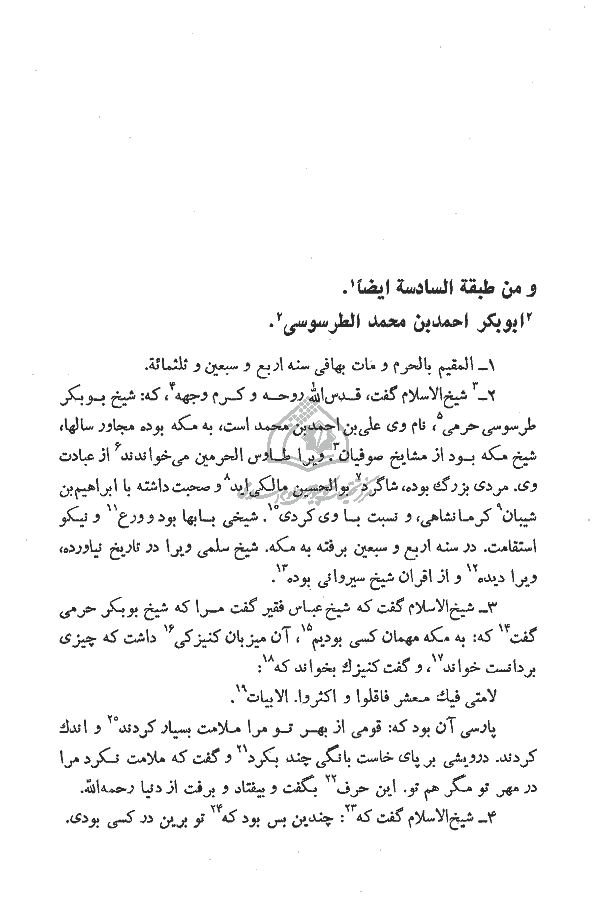 و من طبقة السادسة ایضاً۱.
۲ابوبکر احمدبن محمد الطرسوسی۲.
۱ـ المقیم بالحرم و مات بهافی سنه اربع و سبعین و ثلثمائة.
۲ـ۳ شیخ‌الاسلام گفت، قدس‌الله روحه و کرم وجهه۴، که: شیخ بوبکر
طرسوسی حرمی۵، نام وی علی‌بن احمدبن محمد است، به مکه بوده مجاور سالها،
شیخ مکه بود از مشایخ صوفیان۳. ویرا طاوس الحرمین می‌خواندند۶ از عبادت
وی. مردی بزرگ بوده، شاگرد۷ بوالحسین مالکی‌اید۸ و صحبت داشته با ابراهیم‌بن
شیبان۹ کرمانشاهی، و نسبت با وی کردی۱۰. شیخی بابها بود و ورع۱۱ و نیکو
استقامت. در سنه اربع و سبعین برفته به مکه. شیخ سلمی ویرا در تاریخ نیاورده،
ویرا دیده۱۲ و از اقران شیخ سیروانی بوده۱۳.
۳ـ شیخ‌الاسلام گفت که شیخ عباس فقیر گفت مرا که شیخ بوبکر حرمی
گفت۱۴ که: به مکه مهمان کسی بودیم۱۵، آن میزبان کنیزکی۱۶ داشت که چیزی
بردانست خواند۱۷، و گفت کنیزك بخواند که۱۸:
لامتی فیك معشر فاقلوا و اکثروا. الابیات۱۹.
پارسی آن بود که: قومی از بهر تو مرا ملامت بسیار کردند۲۰ و اندك
کردند. درویشی بر پای خاست بانگی چند بکرد۲۱ و گفت که ملامت نکرد مرا
در مهر تو مگر هم تو. این حرف۲۲ بگفت و بیفتاد و برفت از دنیا رحمه‌الله.
۴ـ شیخ‌الاسلام گفت که۲۳: چندین بس بود که۲۴ تو برین در کسی بودی.